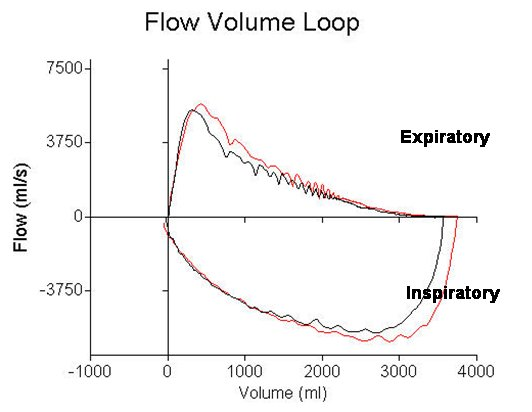 Flow Volume Loop
7500
3750
0
-3750
Flow (ml/s)
Expiratory
Inspiratory
-1000
0
1000
2000
3000
4000
Volume (ml)